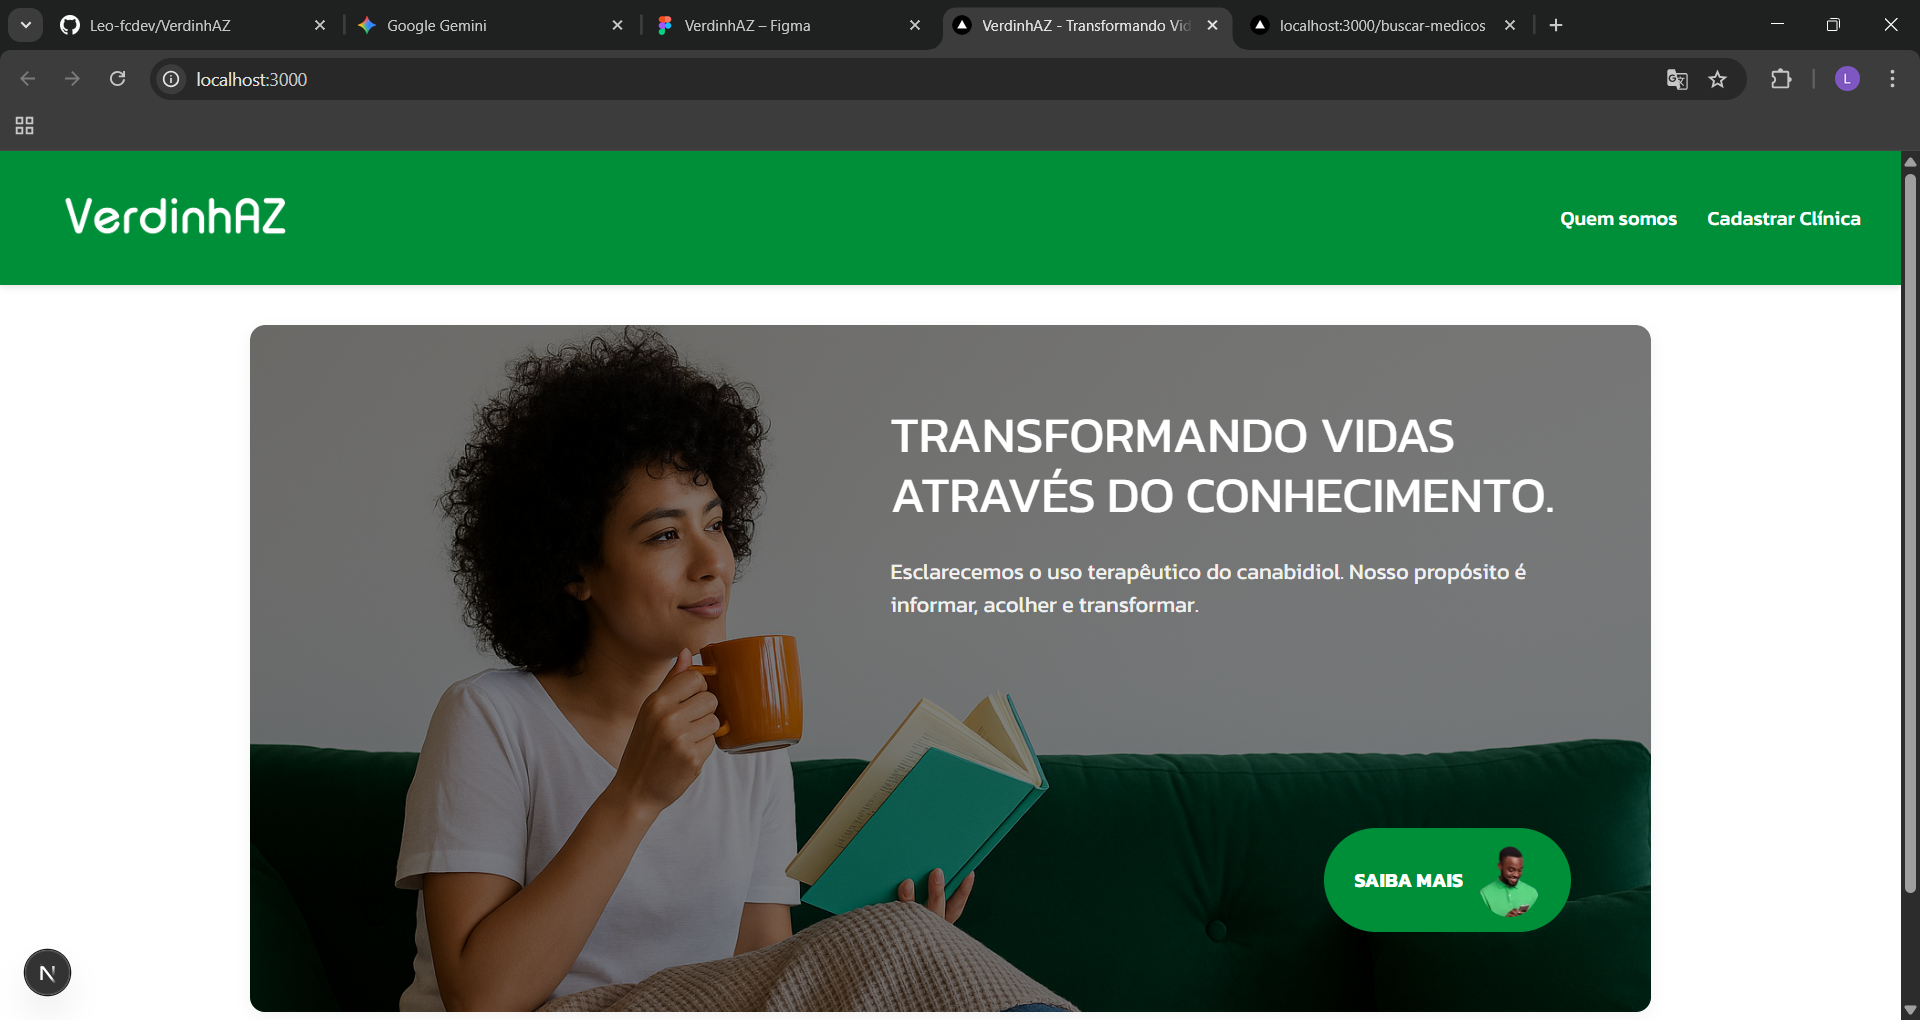 Leo-fcdev/VerdinhAZ
Google Gemini
VerdinhAZ – Figma
VerdinhAZ - Transformando Vid
localhost:3000/buscar-medicos
localhost:3000
L
VerdinhAZ
Quem somos
Cadastrar Clínica
TRANSFORMANDO VIDAS
ATRAVÉS DO CONHECIMENTO.
Esclarecemos o uso terapêutico do canabidiol. Nosso propósito é
informar, acolher e transformar.
SAIBA MAIS
N